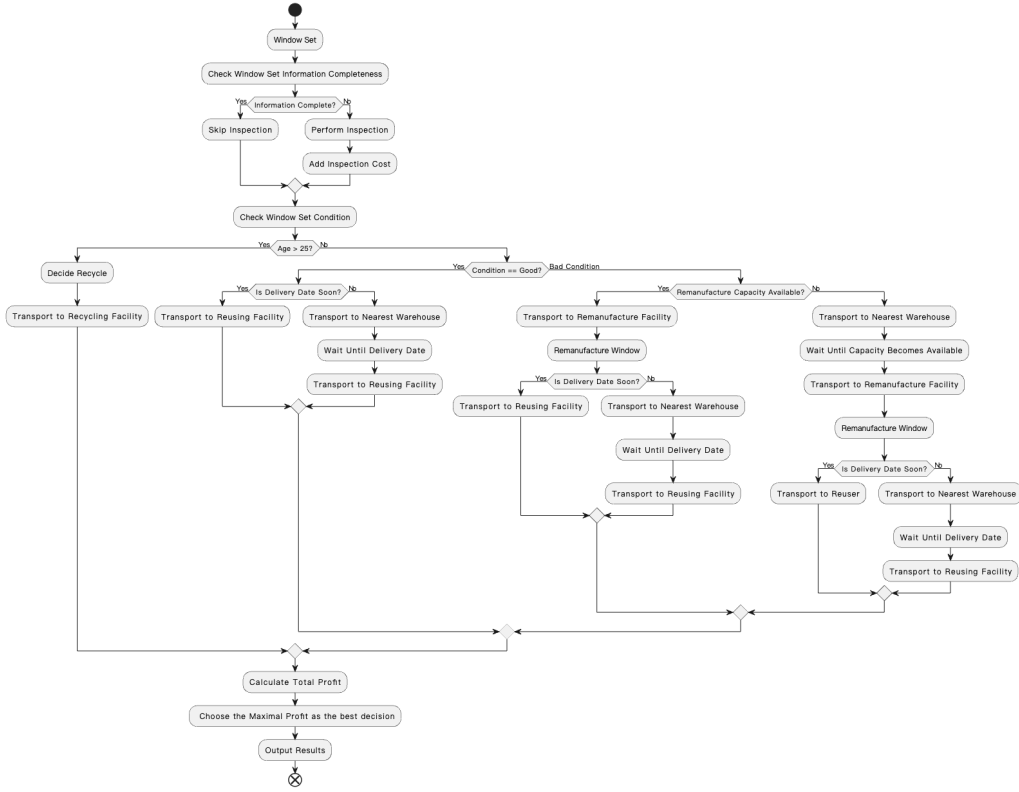 Window Set
Check Window Set Information Completeness
Yes
Information Complete?
No
Skip Inspection
Perform Inspection
Add Inspection Cost
Check Window Set Condition
Yes
Age > 25?
No
Decide Recycle
Transport to Recycling Facility
Yes
Condition == Good?
Bad Condition
Yes
Is Delivery Date Soon?
No
Transport to Reusing Facility
Transport to Nearest Warehouse
Wait Until Delivery Date
Transport to Reusing Facility
Yes
Remanufacture Capacity Available?
No
Transport to Remanufacture Facility
Remanufacture Window
Yes
Is Delivery Date Soon?
No
Transport to Reusing Facility
Transport to Nearest Warehouse
Wait Until Delivery Date
Transport to Reusing Facility
Transport to Nearest Warehouse
Wait Until Capacity Becomes Available
Transport to Remanufacture Facility
Remanufacture Window
Yes
Is Delivery Date Soon?
No
Transport to Reuser
Transport to Nearest Warehouse
Wait Until Delivery Date
Transport to Reusing Facility
Calculate Total Profit
Choose the Maximal Profit as the best decision
Output Results